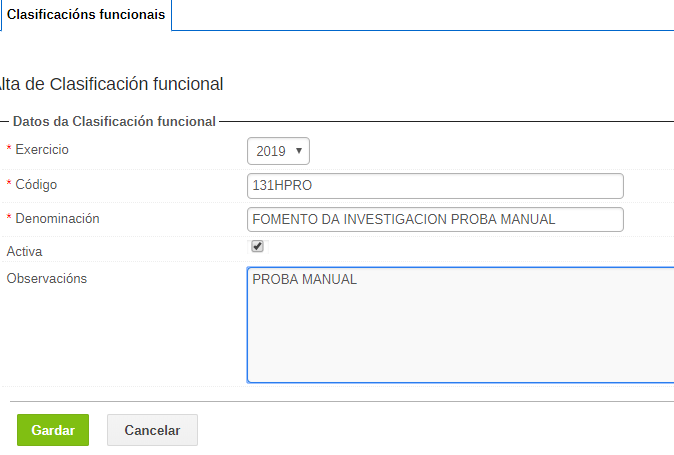 Clasificacións funcionais
lta de Clasificación funcional
Datos da Clasificación funcional
* Exercicio 2019
* Código 131HPRO
* Denominación FOMENTO DA INVESTIGACION PROBA MANUAL
Activa
Observacións PROBA MANUAL
Gardar Cancelar